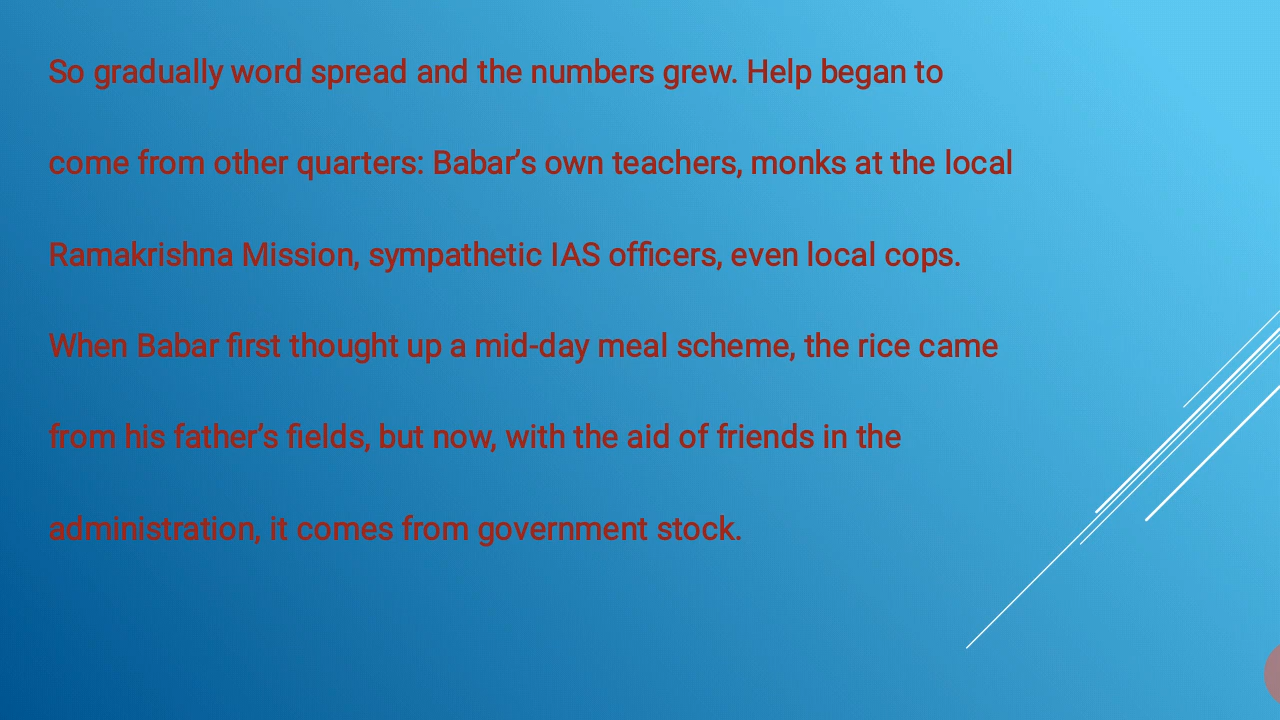 So gradually word spread and the numbers grew. Help began to
come from other quarters: Babar’s own teachers, monks at the local
Ramakrishna Mission, sympathetic IAS officers, even local cops.
When Babar first thought up a mid-day meal scheme, the rice came
from his father’s fields, but now, with the aid of friends in the
administration, it comes from government stock.